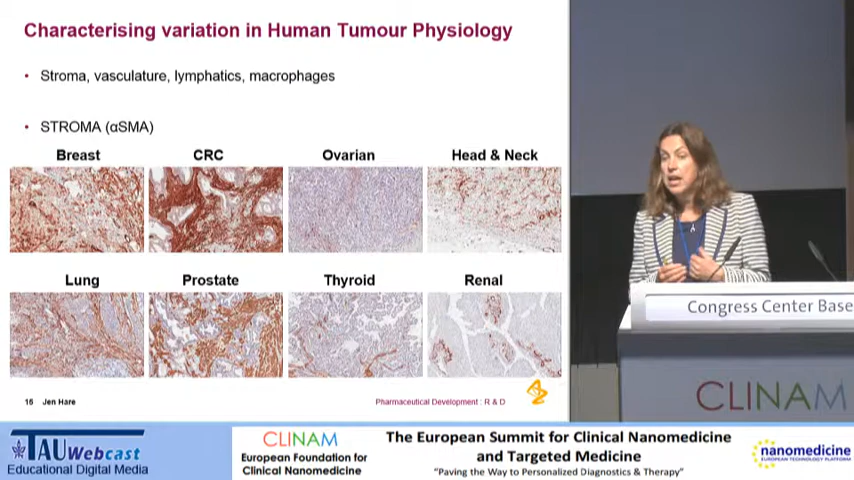 Characterising variation in Human Tumour Physiology
• Stroma, vasculature, lymphatics, macrophages
• STROMA (αSMA)
Breast
CRC
Ovarian
Head & Neck
Lung
Prostate
Thyroid
Renal
15 Jen Hare
Pharmaceutical Development : R & D
Congress Center Base
CLINAM
TAUWebcast
Educational Digital Media
CLINAM
European Foundation for
Clinical Nanomedicine
The European Summit for Clinical Nanomedicine
and Targeted Medicine
"Paving the Way to Personalized Diagnostics & Therapy"
nanomedicine
EUROPEAN TECHNOLOGY PLATFORM